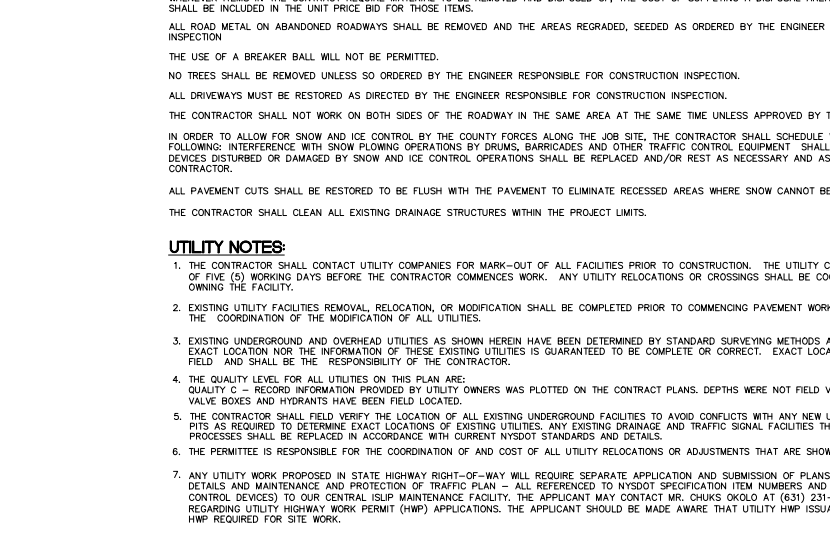 SHALL BE INCLUDED IN THE UNIT PRICE BID FOR THOSE ITEMS.
ALL ROAD METAL ON ABANDONED ROADWAYS SHALL BE REMOVED AND THE AREAS REGRADED, SEEDED AS ORDERED BY THE ENGINEER
INSPECTION
THE USE OF A BREAKER BALL WILL NOT BE PERMITTED.
NO TREES SHALL BE REMOVED UNLESS SO ORDERED BY THE ENGINEER RESPONSIBLE FOR CONSTRUCTION INSPECTION.
ALL DRIVEWAYS MUST BE RESTORED AS DIRECTED BY THE ENGINEER RESPONSIBLE FOR CONSTRUCTION INSPECTION.
THE CONTRACTOR SHALL NOT WORK ON BOTH SIDES OF THE ROADWAY IN THE SAME AREA AT THE SAME TIME UNLESS APPROVED BY
IN ORDER TO ALLOW FOR SNOW AND ICE CONTROL BY THE COUNTY FORCES ALONG THE JOB SITE, THE CONTRACTOR SHALL SCHEDULE
FOLLOWING: INTERFERENCE WITH SNOW PLOWING OPERATIONS BY DRUMS, BARRICADES AND OTHER TRAFFIC CONTROL EQUIPMENT SHALL
DEVICES DISTURBED OR DAMAGED BY SNOW AND ICE CONTROL OPERATIONS SHALL BE REPLACED AND/OR REST AS NECESSARY AND AS
CONTRACTOR.
ALL PAVEMENT CUTS SHALL BE RESTORED TO BE FLUSH WITH THE PAVEMENT TO ELIMINATE RECESSED AREAS WHERE SNOW CANNOT BE
THE CONTRACTOR SHALL CLEAN ALL EXISTING DRAINAGE STRUCTURES WITHIN THE PROJECT LIMITS.
UTILITY NOTES:
1. THE CONTRACTOR SHALL CONTACT UTILITY COMPANIES FOR MARK-OUT OF ALL FACILITIES PRIOR TO CONSTRUCTION. THE UTILITY
OF FIVE (5) WORKING DAYS BEFORE THE CONTRACTOR COMMENCES WORK. ANY UTILITY RELOCATIONS OR CROSSINGS SHALL BE
OWNING THE FACILITY.
2. EXISTING UTILITY FACILITIES REMOVAL, RELOCATION, OR MODIFICATION SHALL BE COMPLETED PRIOR TO COMMENCING PAVEMENT WORK
THE COORDINATION OF THE MODIFICATION OF ALL UTILITIES.
3. EXISTING UNDERGROUND AND OVERHEAD UTILITIES AS SHOWN HEREIN HAVE BEEN DETERMINED BY STANDARD SURVEYING METHODS
EXACT LOCATION NOR THE INFORMATION OF THESE EXISTING UTILITIES IS GUARANTEED TO BE COMPLETE OR CORRECT. EXACT
FIELD AND SHALL BE THE RESPONSIBILITY OF THE CONTRACTOR.
4. THE QUALITY LEVEL FOR ALL UTILITIES ON THIS PLAN ARE:
QUALITY C - RECORD INFORMATION PROVIDED BY UTILITY OWNERS WAS PLOTTED ON THE CONTRACT PLANS. DEPTHS WERE NOT FIELD
VALVE BOXES AND HYDRANTS HAVE BEEN FIELD LOCATED.
5. THE CONTRACTOR SHALL FIELD VERIFY THE LOCATION OF ALL EXISTING UNDERGROUND FACILITIES TO AVOID CONFLICTS WITH ANY NEW
PITS AS REQUIRED TO DETERMINE EXACT LOCATIONS OF EXISTING UTILITIES. ANY EXISTING DRAINAGE AND TRAFFIC SIGNAL FACILITIES
PROCESSES SHALL BE REPLACED IN ACCORDANCE WITH CURRENT NYSDOT STANDARDS AND DETAILS.
6. THE PERMITTEE IS RESPONSIBLE FOR THE COORDINATION OF AND COST OF ALL UTILITY RELOCATIONS OR ADJUSTMENTS THAT ARE
7. ANY UTILITY WORK PROPOSED IN STATE HIGHWAY RIGHT-OF-WAY WILL REQUIRE SEPARATE APPLICATION AND SUBMISSION OF PLANS
DETAILS AND MAINTENANCE AND PROTECTION OF TRAFFIC PLAN - ALL REFERENCED TO NYSDOT SPECIFICATION ITEM NUMBERS AND
CONTROL DEVICES) TO OUR CENTRAL ISLIP MAINTENANCE FACILITY. THE APPLICANT MAY CONTACT MR. CHUKS OKOLO AT (631) 231-
REGARDING UTILITY HIGHWAY WORK PERMIT (HWP) APPLICATIONS. THE APPLICANT SHOULD BE MADE AWARE THAT UTILITY HWP
HWP REQUIRED FOR SITE WORK.